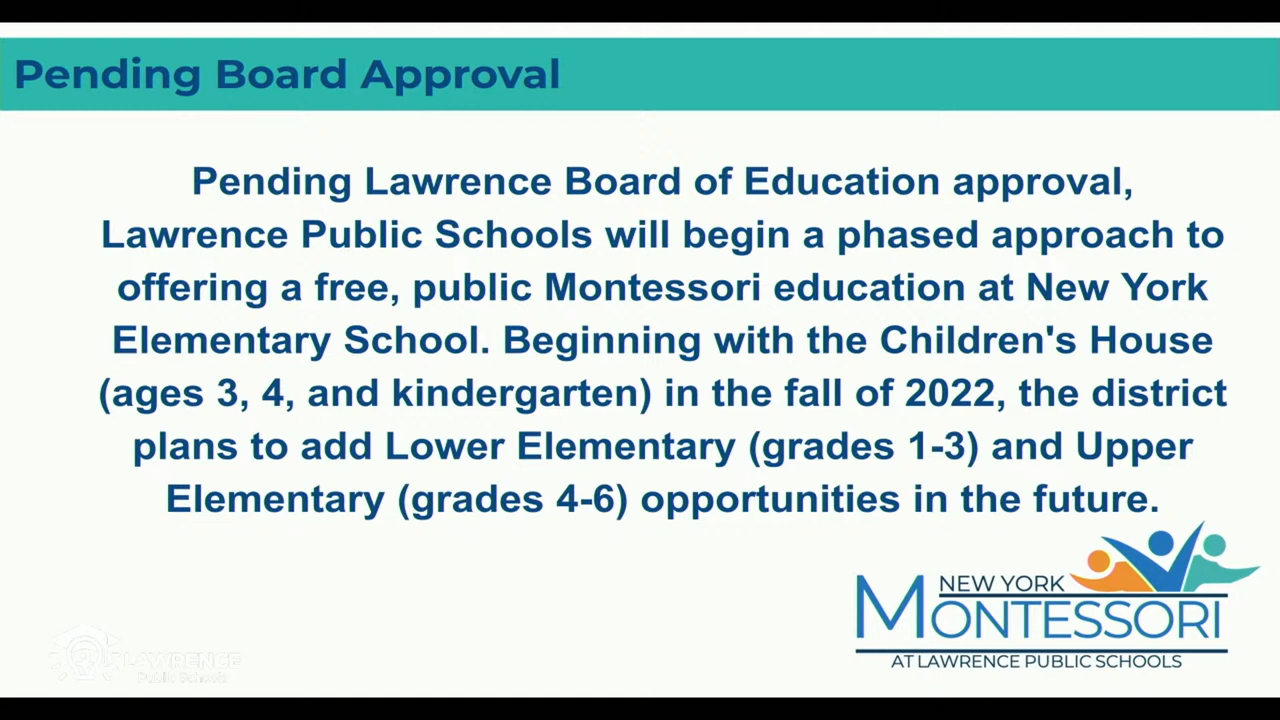 Pending Board Approval
Pending Lawrence Board of Education approval,
Lawrence Public Schools will begin a phased approach to
offering a free, public Montessori education at New York
Elementary School. Beginning with the Children's House
(ages 3, 4, and kindergarten) in the fall of 2022, the district
plans to add Lower Elementary (grades 1-3) and Upper
Elementary (grades 4-6) opportunities in the future.
NEW YORK
MONTESSORI
AT LAWRENCE PUBLIC SCHOOLS
LAWRENCE
Public Schools